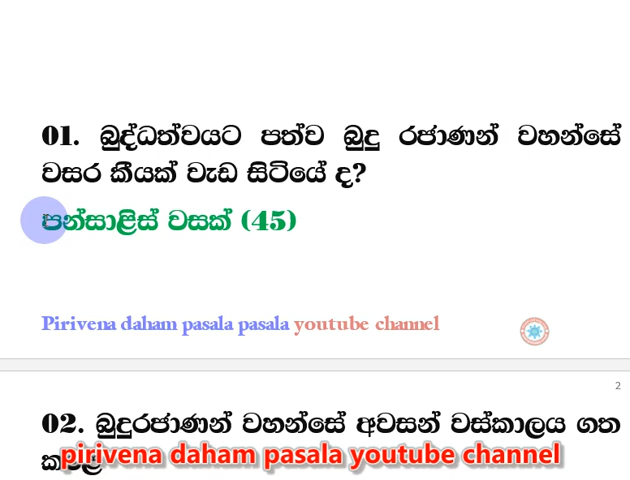 01. බුද්ධත්වයට පත්ව බුදු රජාණන් වහන්සේ
වසර කීයක් වැඩ සිටියේ ද?
පන්සාළිස් වසක් (45)
Pirivena daham pasala pasala youtube channel
2
02. බුදුරජාණන් වහන්සේ අවසන් වස්කාලය ගත
pirivena daham pasala youtube channel